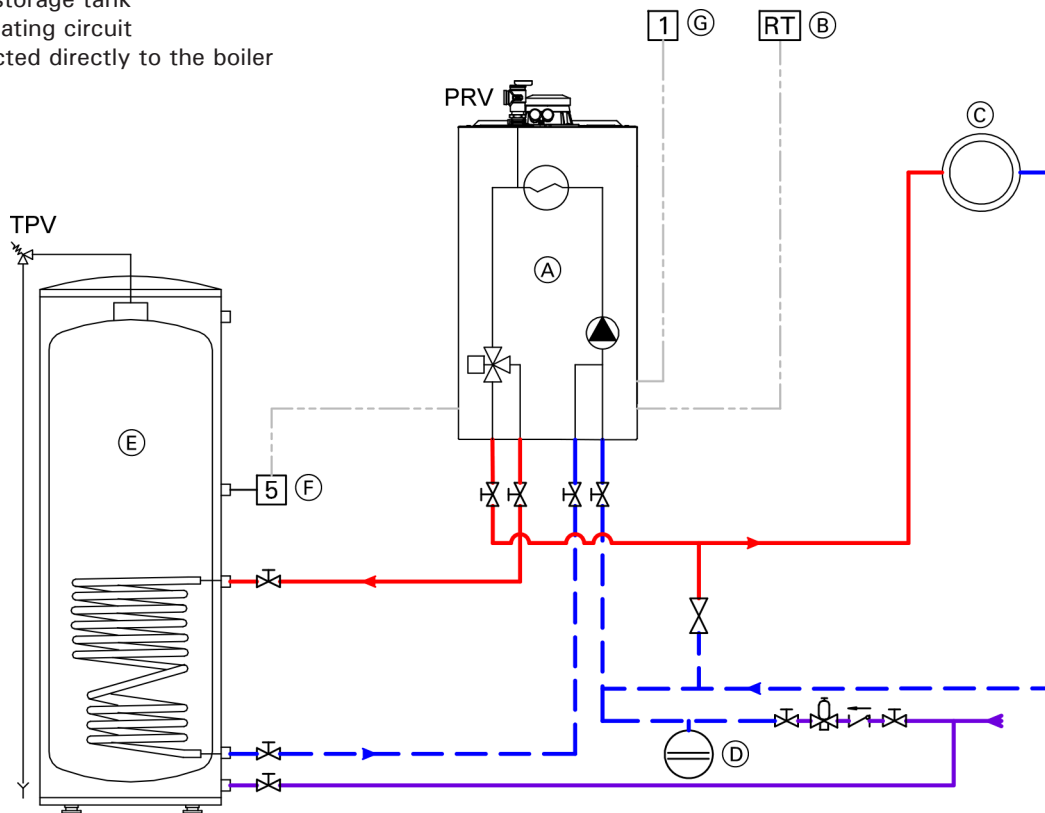 storage tank
ating circuit
cted directly to the boiler
1 G RT B
PRV
C
TPV
A
E
5 F
D